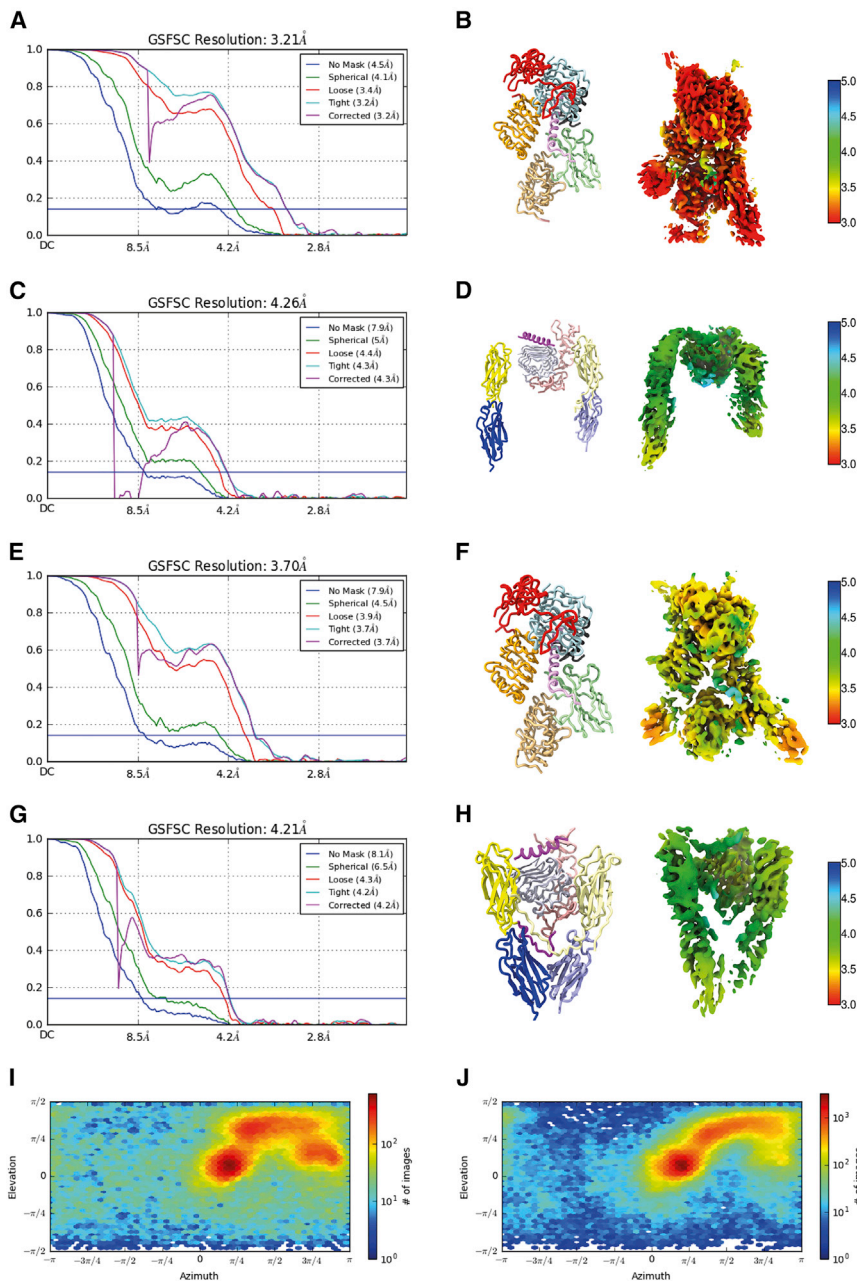 A
GSFSC Resolution: 3.21Å
1.0
0.8
0.6
0.4
0.2
0.0
DC
8.5Å
4.2Å
2.8Å
No Mask (4.5Å)
Spherical (4.1Å)
Loose (3.4Å)
Tight (3.2Å)
Corrected (3.2Å)
B
5.0
4.5
4.0
3.5
3.0
C
GSFSC Resolution: 4.26Å
1.0
0.8
0.6
0.4
0.2
0.0
DC
8.5Å
4.2Å
2.8Å
No Mask (7.9Å)
Spherical (5Å)
Loose (4.4Å)
Tight (4.3Å)
Corrected (4.3Å)
D
5.0
4.5
4.0
3.5
3.0
E
GSFSC Resolution: 3.70Å
1.0
0.8
0.6
0.4
0.2
0.0
DC
8.5Å
4.2Å
2.8Å
No Mask (7.9Å)
Spherical (4.5Å)
Loose (3.9Å)
Tight (3.7Å)
Corrected (3.7Å)
F
5.0
4.5
4.0
3.5
3.0
G
GSFSC Resolution: 4.21Å
1.0
0.8
0.6
0.4
0.2
0.0
DC
8.5Å
4.2Å
2.8Å
No Mask (8.1Å)
Spherical (6.5Å)
Loose (4.3Å)
Tight (4.2Å)
Corrected (4.2Å)
H
5.0
4.5
4.0
3.5
3.0
I
Elevation
π/2
π/4
0
−π/4
−π/2
−π
−3π/4
−π/2
−π/4
0
π/4
π/2
3π/4
π
Azimuth
10²
10¹
10⁰
# of images
J
Elevation
π/2
π/4
0
−π/4
−π/2
−π
−3π/4
−π/2
−π/4
0
π/4
π/2
3π/4
π
Azimuth
10³
10²
10¹
10⁰
# of images